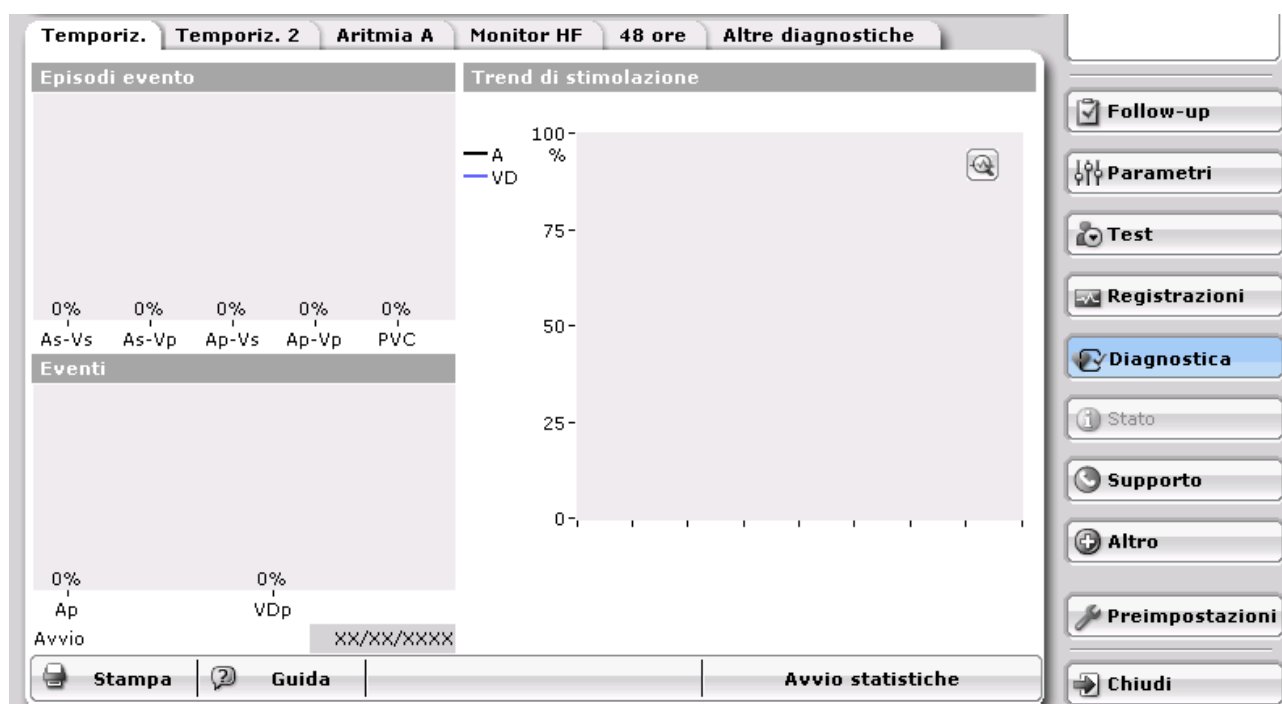 Temporiz. Temporiz. 2 Aritmia A Monitor HF 48 ore Altre diagnostiche
Episodi evento
0% 0% 0% 0% 0%
As-Vs As-Vp Ap-Vs Ap-Vp PVC
Eventi
0% 0%
Ap VDp
Avvio XX/XX/XXXX
Trend di stimolazione
A
VD
100
%
75
50
25
0
Stampa Guida Avvio statistiche
Follow-up
Parametri
Test
Registrazioni
Diagnostica
Stato
Supporto
Altro
Preimpostazioni
Chiudi